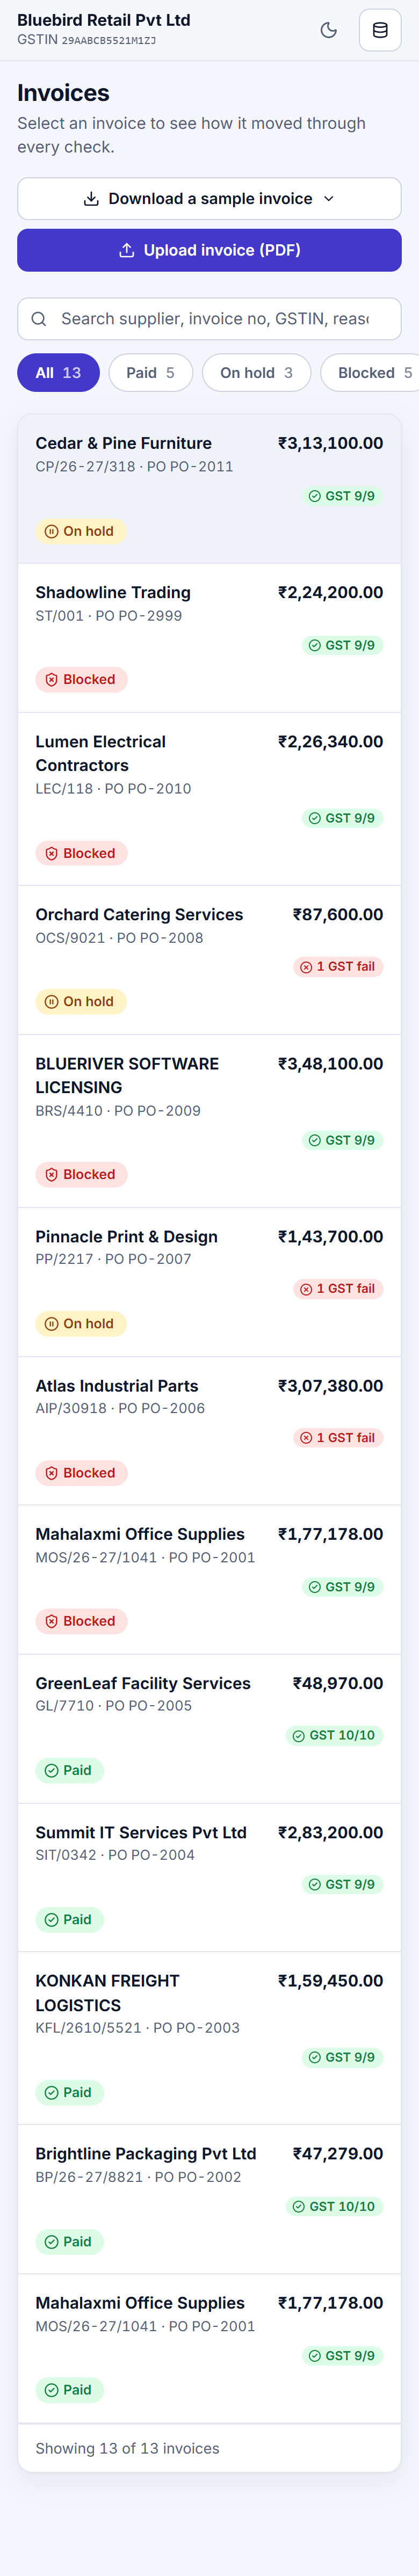 Bluebird Retail Pvt Ltd
GSTIN 29AABCB5521M1ZJ
Invoices
Select an invoice to see how it moved through
every check.
Download a sample invoice
Upload invoice (PDF)
Search supplier, invoice no, GSTIN, reaso
All 13 Paid 5 On hold 3 Blocked 5
Cedar & Pine Furniture ₹3,13,100.00
CP/26-27/318 · PO PO-2011
GST 9/9
On hold
Shadowline Trading ₹2,24,200.00
ST/001 · PO PO-2999
GST 9/9
Blocked
Lumen Electrical ₹2,26,340.00
Contractors
LEC/118 · PO PO-2010
GST 9/9
Blocked
Orchard Catering Services ₹87,600.00
OCS/9021 · PO PO-2008
1 GST fail
On hold
BLUERIVER SOFTWARE ₹3,48,100.00
LICENSING
BRS/4410 · PO PO-2009
GST 9/9
Blocked
Pinnacle Print & Design ₹1,43,700.00
PP/2217 · PO PO-2007
1 GST fail
On hold
Atlas Industrial Parts ₹3,07,380.00
AIP/30918 · PO PO-2006
1 GST fail
Blocked
Mahalaxmi Office Supplies ₹1,77,178.00
MOS/26-27/1041 · PO PO-2001
GST 9/9
Blocked
GreenLeaf Facility Services ₹48,970.00
GL/7710 · PO PO-2005
GST 10/10
Paid
Summit IT Services Pvt Ltd ₹2,83,200.00
SIT/0342 · PO PO-2004
GST 9/9
Paid
KONKAN FREIGHT ₹1,59,450.00
LOGISTICS
KFL/2610/5521 · PO PO-2003
GST 9/9
Paid
Brightline Packaging Pvt Ltd ₹47,279.00
BP/26-27/8821 · PO PO-2002
GST 10/10
Paid
Mahalaxmi Office Supplies ₹1,77,178.00
MOS/26-27/1041 · PO PO-2001
GST 9/9
Paid
Showing 13 of 13 invoices